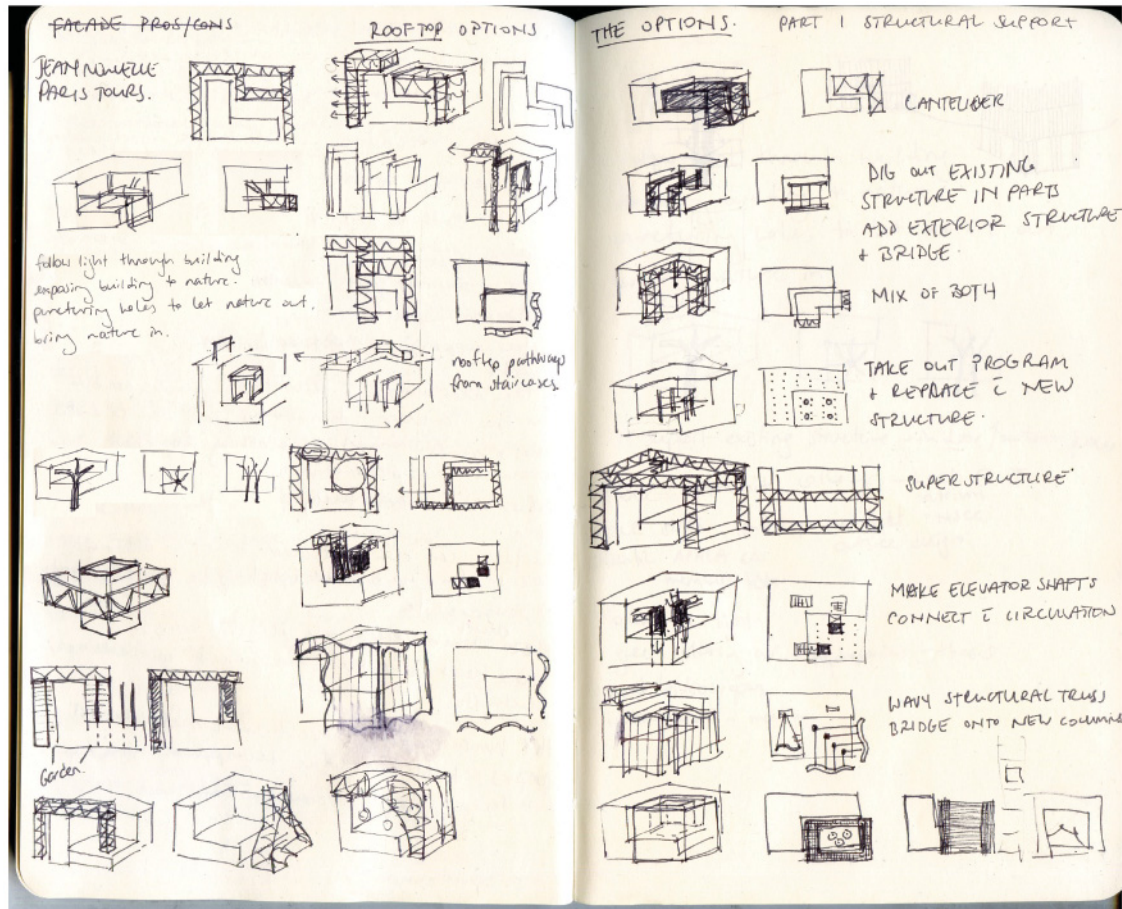 FACADE PROS/CONS
ROOFTOP OPTIONS
JEAN NOUVELLE
PARIS TOURS.
follow light through building
exposing building to nature.
puncturing holes to let nature out.
bring nature in.
rooftop pathways
from staircases
Garden!
THE OPTIONS.
PART 1 STRUCTURAL SUPPORT
CANTELIBER
DIG OUT EXISTING
STRUCTURE IN PARTS
ADD EXTERIOR STRUCTURE
+ BRIDGE.
MIX OF BOTH
TAKE OUT PROGRAM
+ REPLACE c̄ NEW
STRUCTURE.
SUPERSTRUCTURE
MAKE ELEVATOR SHAFTS
CONNECT c̄ CIRCULATION
WAVY STRUCTURAL TRUSS
BRIDGE ONTO NEW COLUMNS